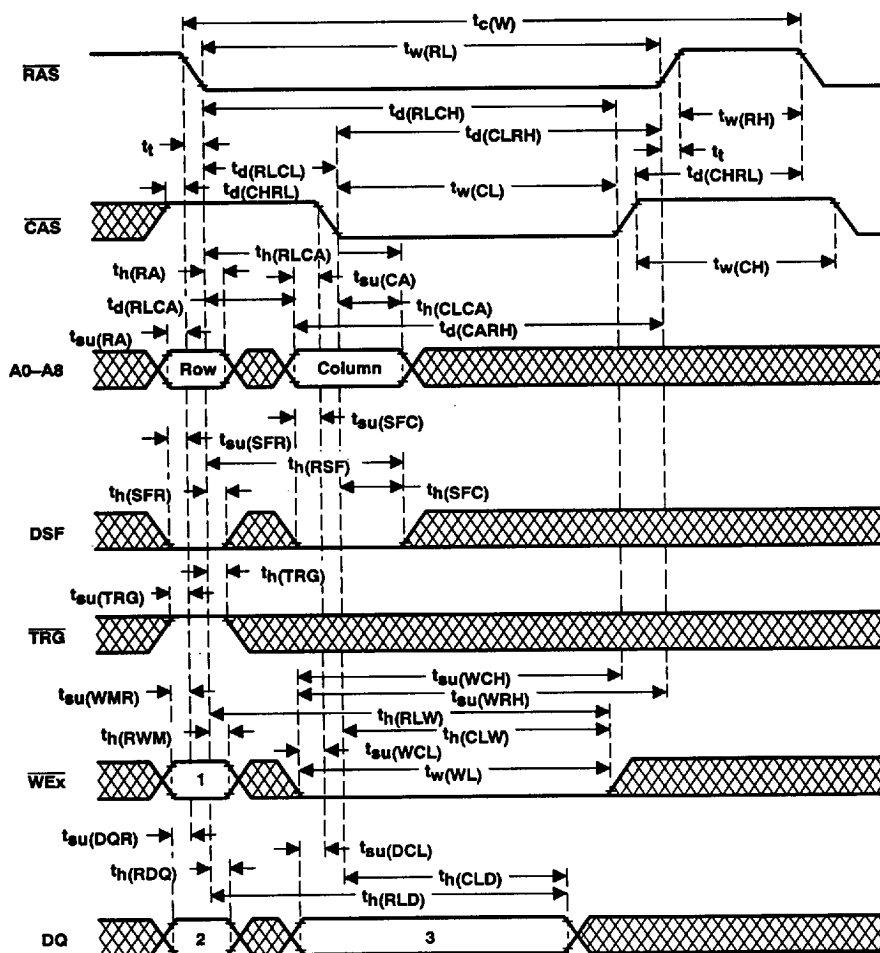 tc(W)
tw(RL)
RAS
td(RLCH)
tw(RH)
td(CLRH)
tt
tt
td(RLCL)
td(CHRL)
td(CHRL)
tw(CL)
CAS
th(RLCA)
th(RA)
tsu(CA)
tw(CH)
td(RLCA)
th(CLCA)
td(CARH)
tsu(RA)
A0–A8
Row
Column
tsu(SFC)
tsu(SFR)
th(RSF)
th(SFR)
th(SFC)
DSF
th(TRG)
tsu(TRG)
TRG
tsu(WCH)
tsu(WMR)
tsu(WRH)
th(RLW)
th(RWM)
th(CLW)
tsu(WCL)
tw(WL)
WEx
1
tsu(DQR)
tsu(DCL)
th(RDQ)
th(CLD)
th(RLD)
DQ
2
3